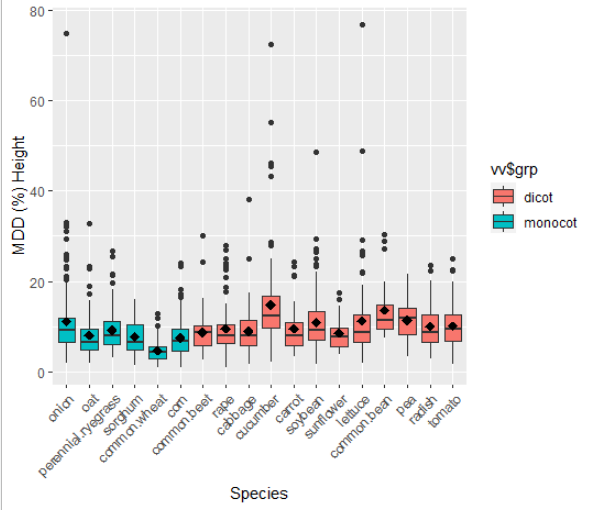 80
60
40
20
0
MDD (%) Height
onion
oat
perennial.ryegrass
sorghum
common.wheat
corn
common.beet
rape
cabbage
cucumber
carrot
soybean
sunflower
lettuce
common.bean
pea
radish
tomato
Species
vv$grp
dicot
monocot